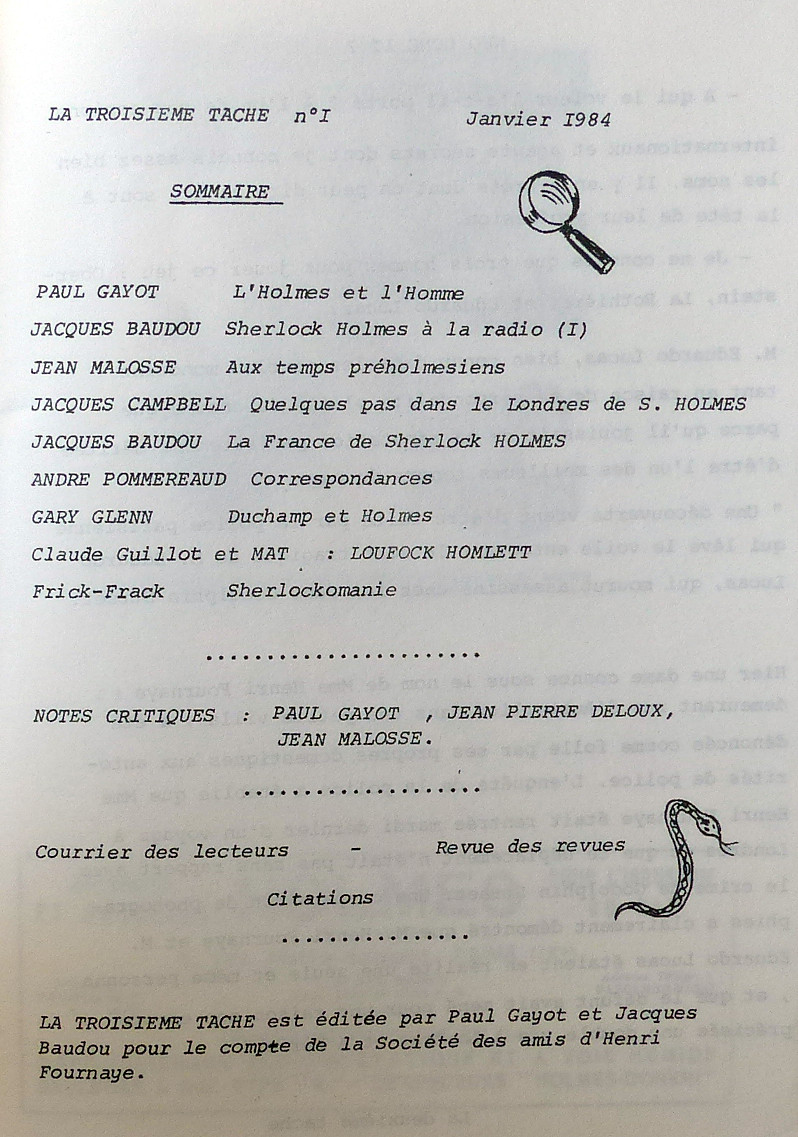 LA TROISIEME TACHE n°I Janvier I984
SOMMAIRE
PAUL GAYOT L'Holmes et l'Homme
JACQUES BAUDOU Sherlock Holmes à la radio (I)
JEAN MALOSSE Aux temps préholmesiens
JACQUES CAMPBELL Quelques pas dans le Londres de S. HOLMES
JACQUES BAUDOU La France de Sherlock HOLMES
ANDRE POMMEREAUD Correspondances
GARY GLENN Duchamp et Holmes
Claude Guillot et MAT : LOUFOCK HOMLETT
Frick-Frack Sherlockomanie
.......................
NOTES CRITIQUES : PAUL GAYOT , JEAN PIERRE DELOUX,
JEAN MALOSSE.
....................
Courrier des lecteurs - Revue des revues
Citations
................
LA TROISIEME TACHE est éditée par Paul Gayot et Jacques
Baudou pour le compte de la Société des amis d'Henri
Fournaye.